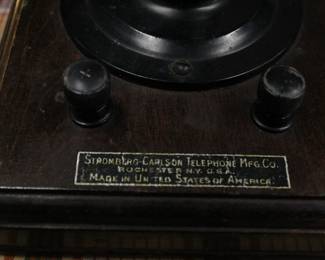 STROMBERG-CARLSON TELEPHONE MFG. CO.
ROCHESTER N.Y. U.S.A.
MADE IN UNITED STATES OF AMERICA.